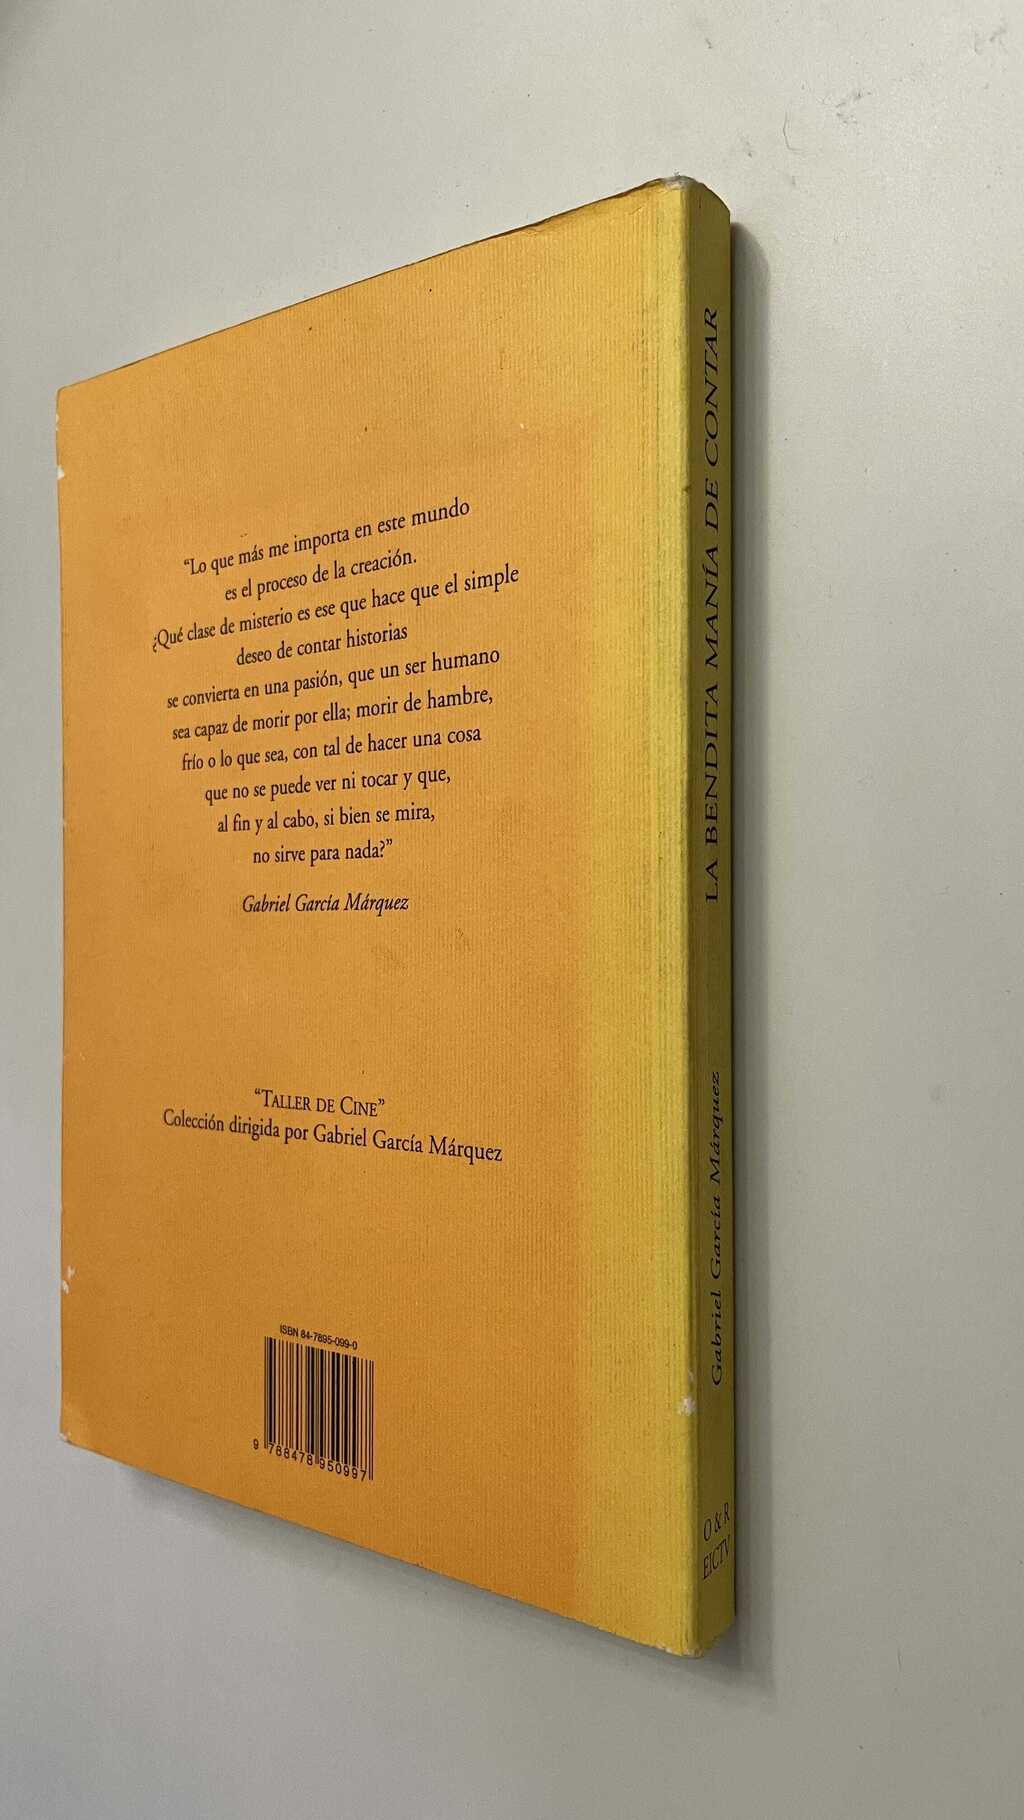 “Lo que más me importa en este mundo
es el proceso de la creación.
¿Qué clase de misterio es ese que hace que el simple
deseo de contar historias
se convierta en una pasión, que un ser humano
sea capaz de morir por ella; morir de hambre,
frío o lo que sea, con tal de hacer una cosa
que no se puede ver ni tocar y que,
al fin y al cabo, si bien se mira,
no sirve para nada?”
Gabriel García Márquez
“TALLER DE CINE”
Colección dirigida por Gabriel García Márquez
ISBN 84-7895-099-0
9 788478 950997
LA BENDITA MANÍA DE CONTAR
Gabriel García Márquez
O & R
EICTV